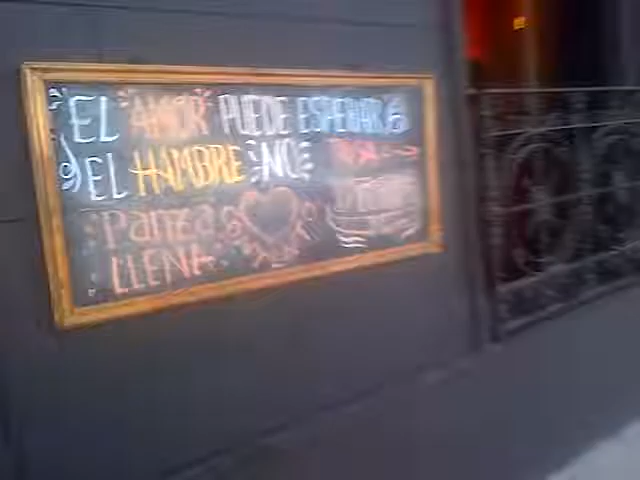 EL AMOR PUEDE ESPERAR
EL HAMBRE NO
panza
LLENA